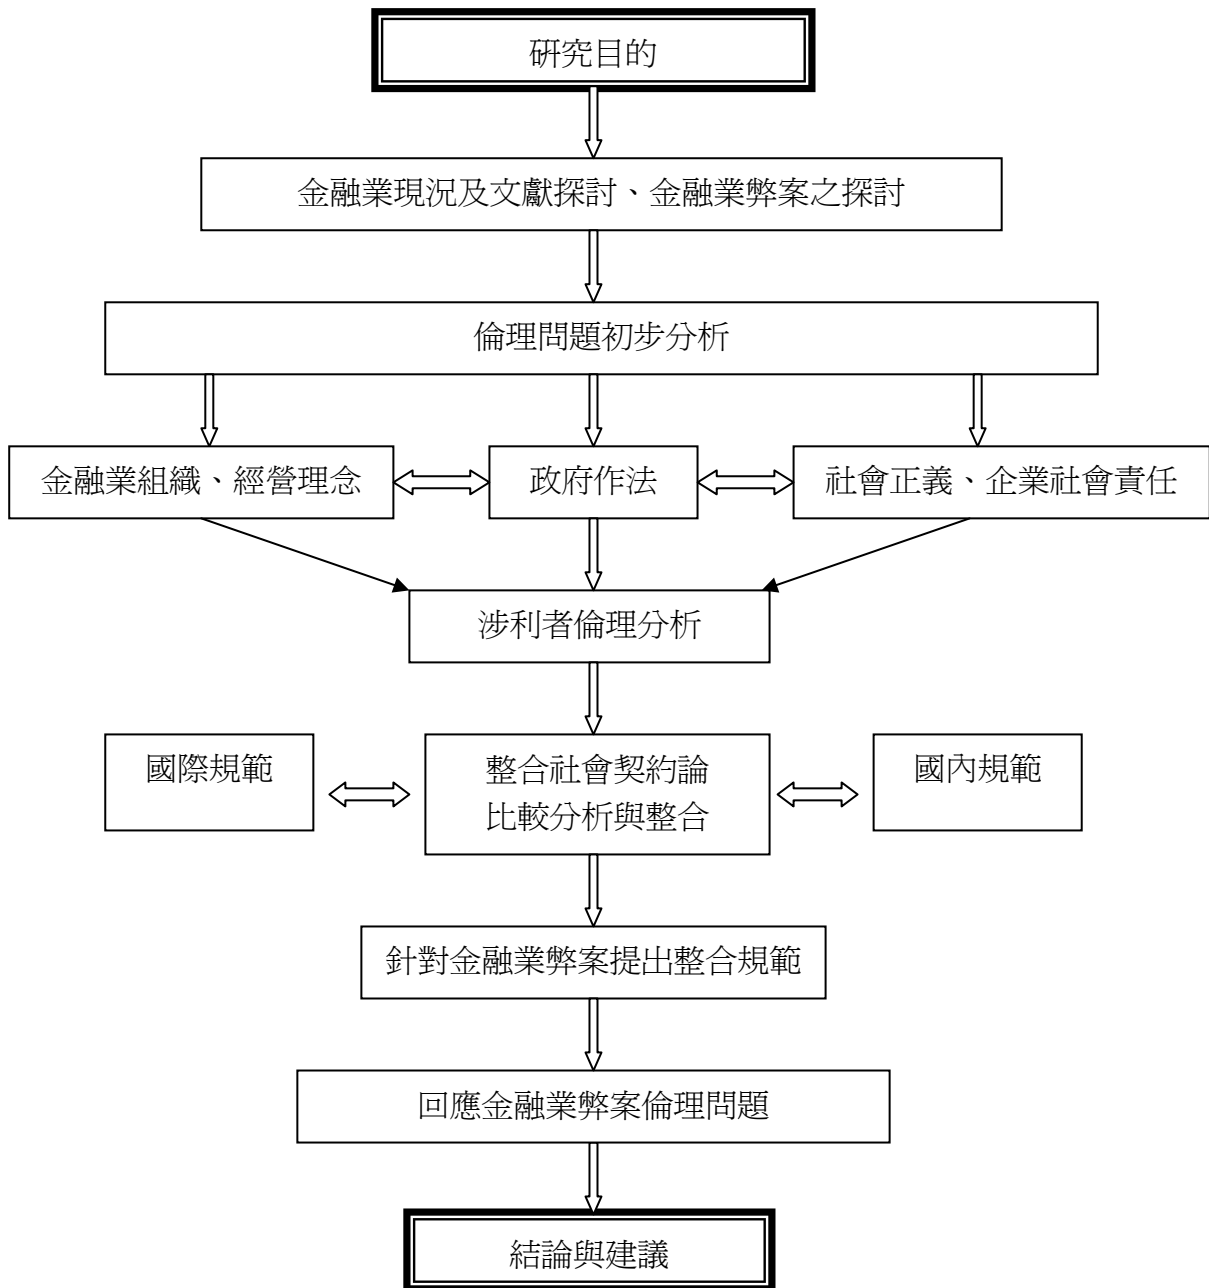 研究目的
金融業現況及文獻探討、金融業弊案之探討
倫理問題初步分析
金融業組織、經營理念
政府作法
社會正義、企業社會責任
涉利者倫理分析
國際規範
整合社會契約論
比較分析與整合
國內規範
針對金融業弊案提出整合規範
回應金融業弊案倫理問題
結論與建議